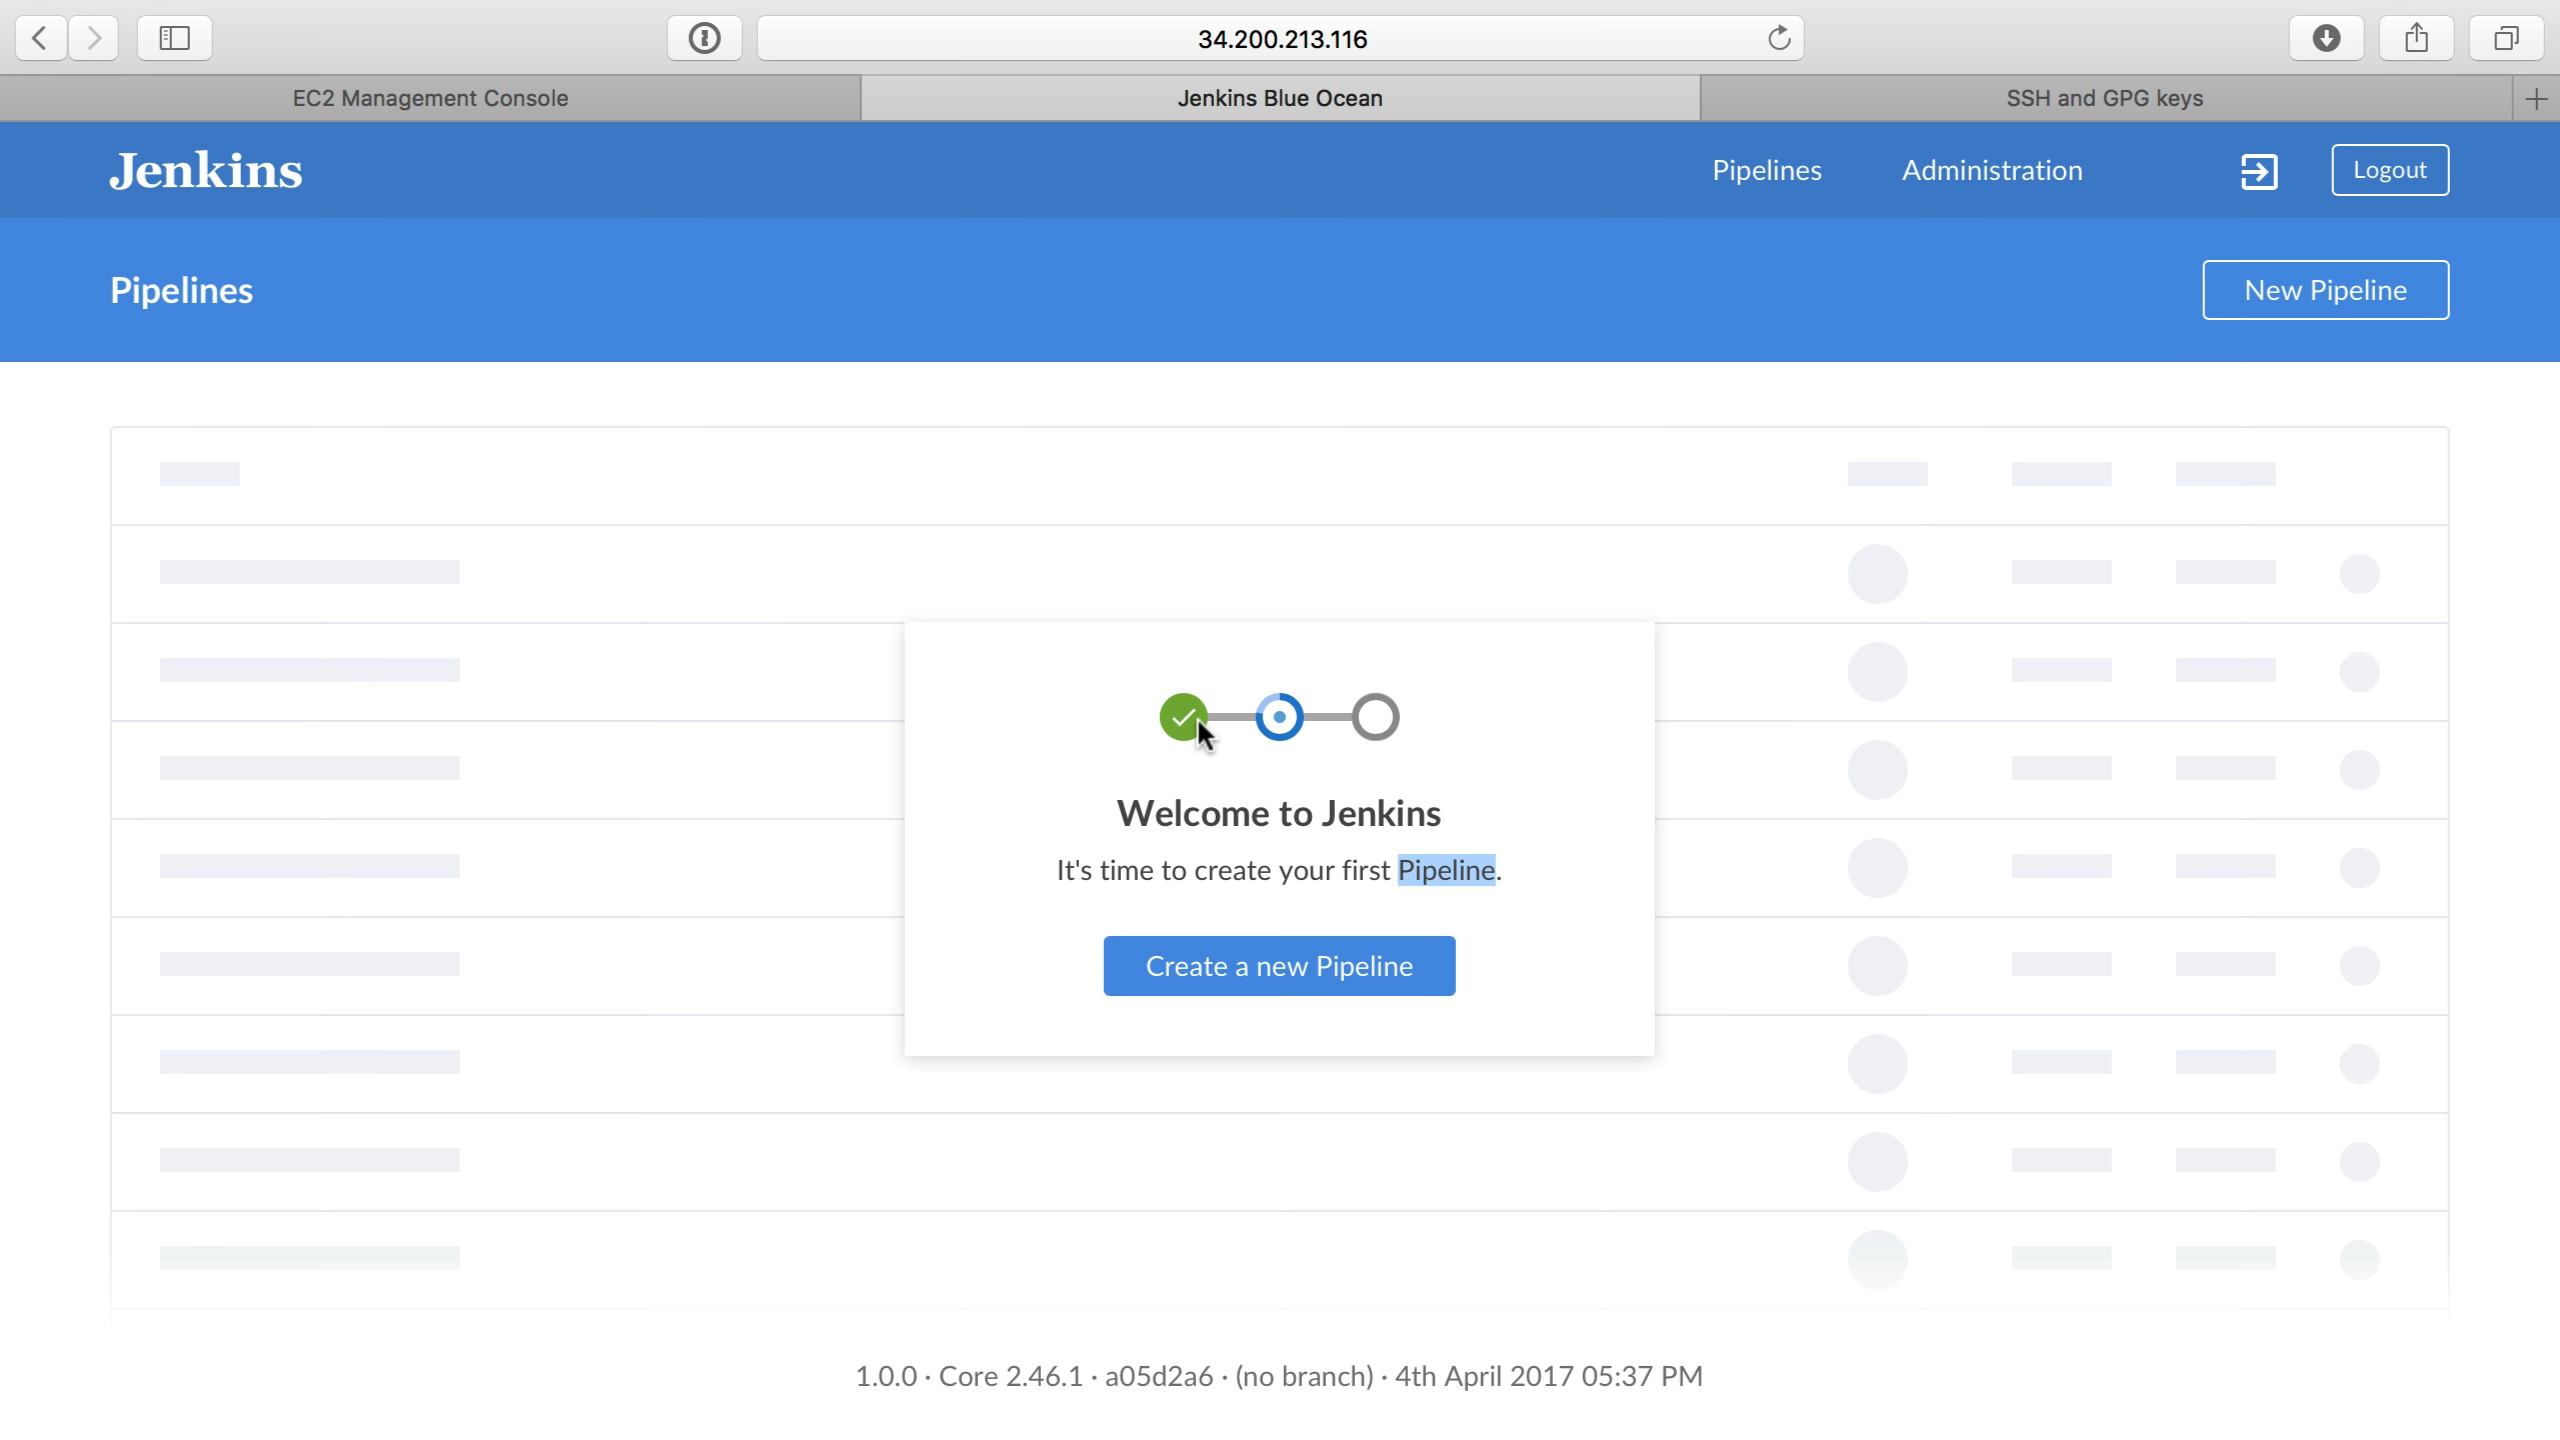 34.200.213.116
EC2 Management Console
Jenkins Blue Ocean
SSH and GPG keys
Jenkins
Pipelines
Administration
Logout
Pipelines
New Pipeline
Welcome to Jenkins
It's time to create your first Pipeline.
Create a new Pipeline
1.0.0 · Core 2.46.1 · a05d2a6 · (no branch) · 4th April 2017 05:37 PM